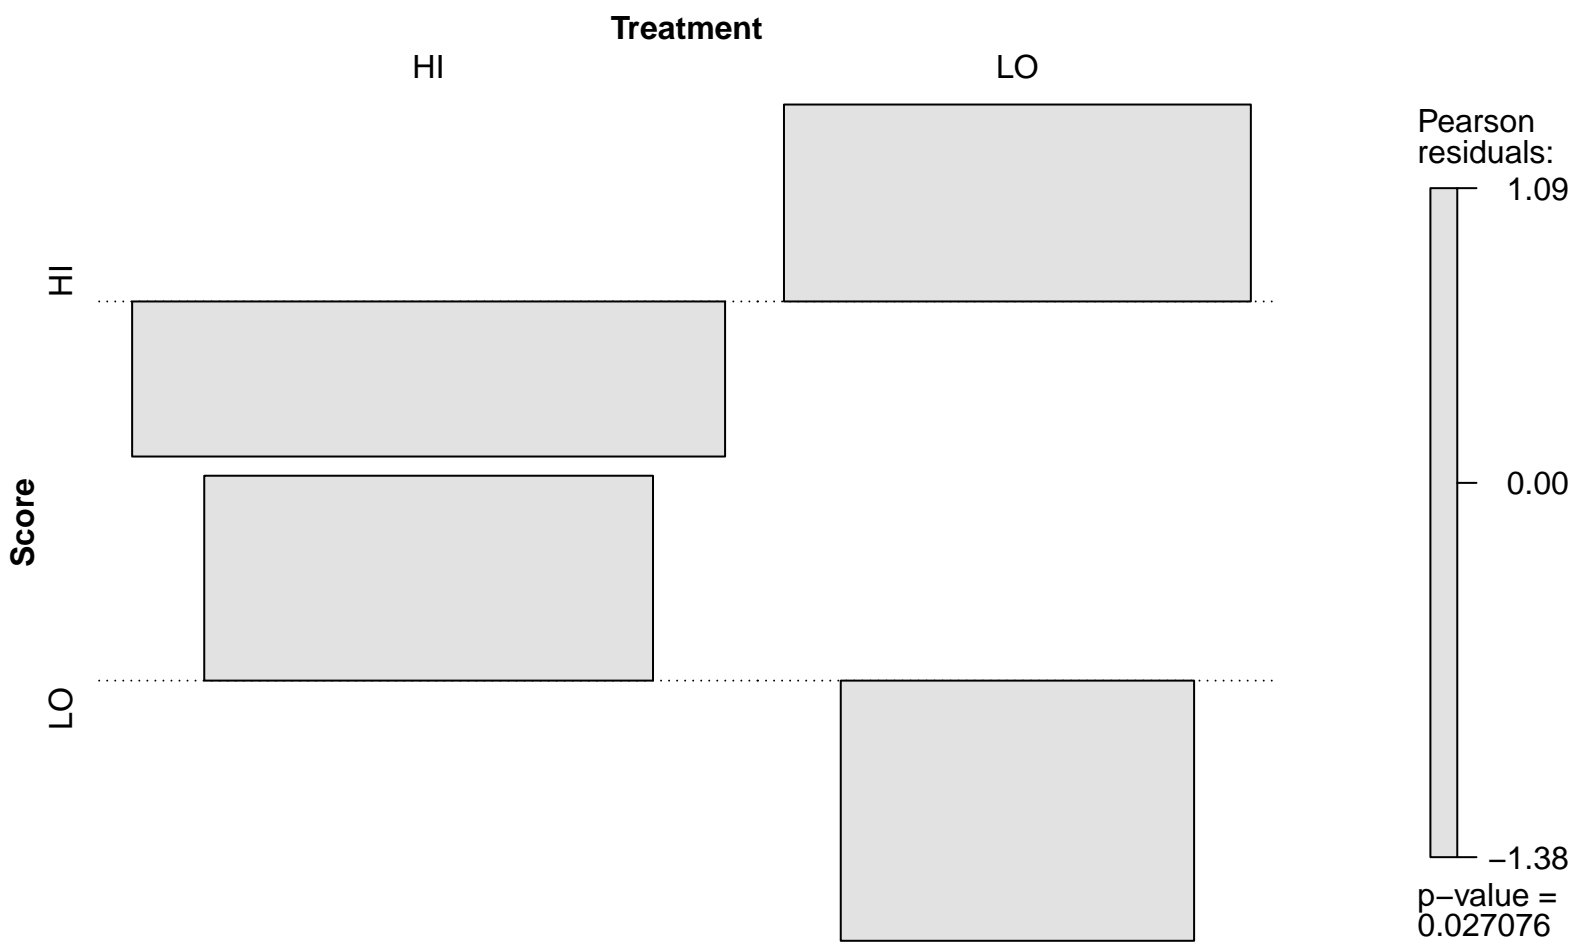 Treatment
HI
LO
HI
Score
LO
Pearson
residuals:
1.09
0.00
−1.38
p−value =
0.027076